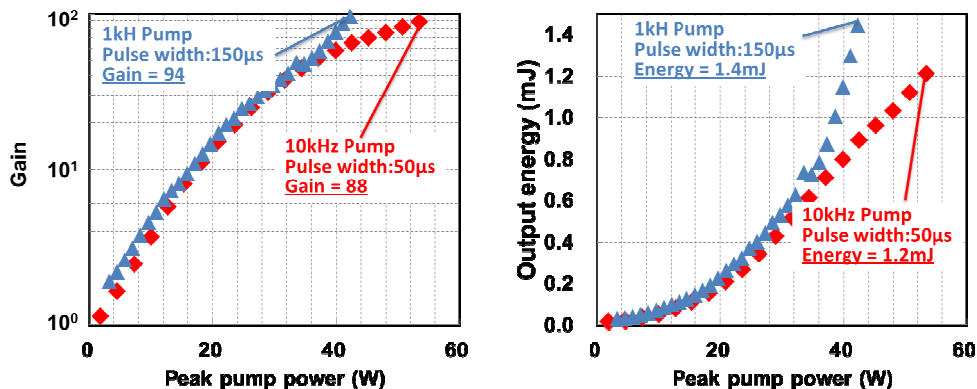 10²
10¹
10⁰
Gain
1kH Pump
Pulse width:150µs
Gain = 94
10kHz Pump
Pulse width:50µs
Gain = 88
0 20 40 60
Peak pump power (W)
1.4
1.2
1.0
0.8
0.6
0.4
0.2
0.0
Output energy (mJ)
1kH Pump
Pulse width:150µs
Energy = 1.4mJ
10kHz Pump
Pulse width:50µs
Energy = 1.2mJ
0 20 40 60
Peak pump power (W)